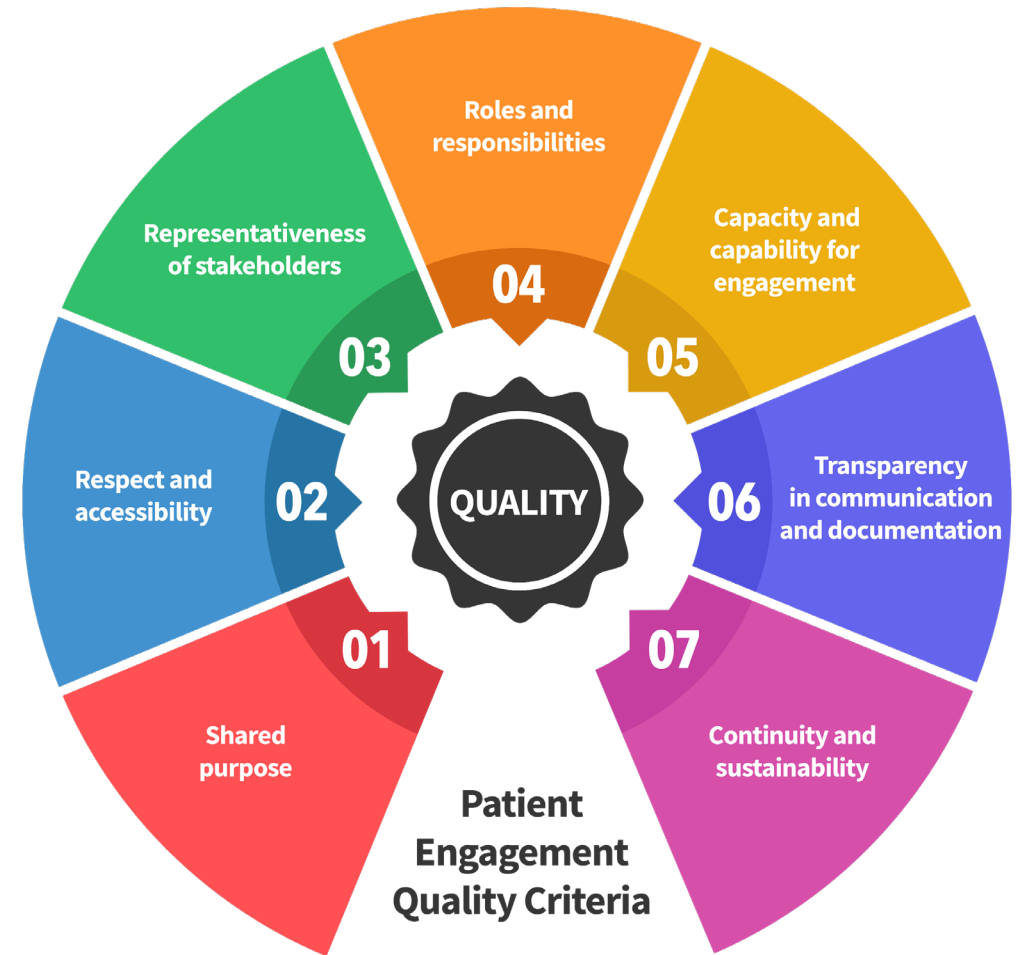 01
Shared
purpose
02
Respect and
accessibility
03
Representativeness
of stakeholders
04
Roles and
responsibilities
05
Capacity and
capability for
engagement
06
Transparency
in communication
and documentation
07
Continuity and
sustainability
QUALITY
Patient
Engagement
Quality Criteria